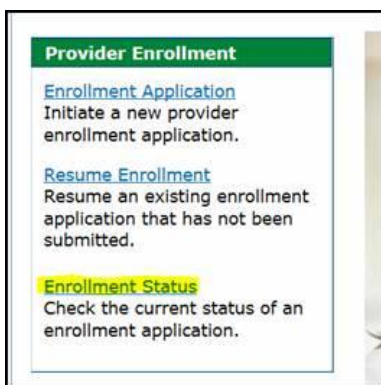 Provider Enrollment
Enrollment Application
Initiate a new provider
enrollment application.
Resume Enrollment
Resume an existing enrollment
application that has not been
submitted.
Enrollment Status
Check the current status of an
enrollment application.